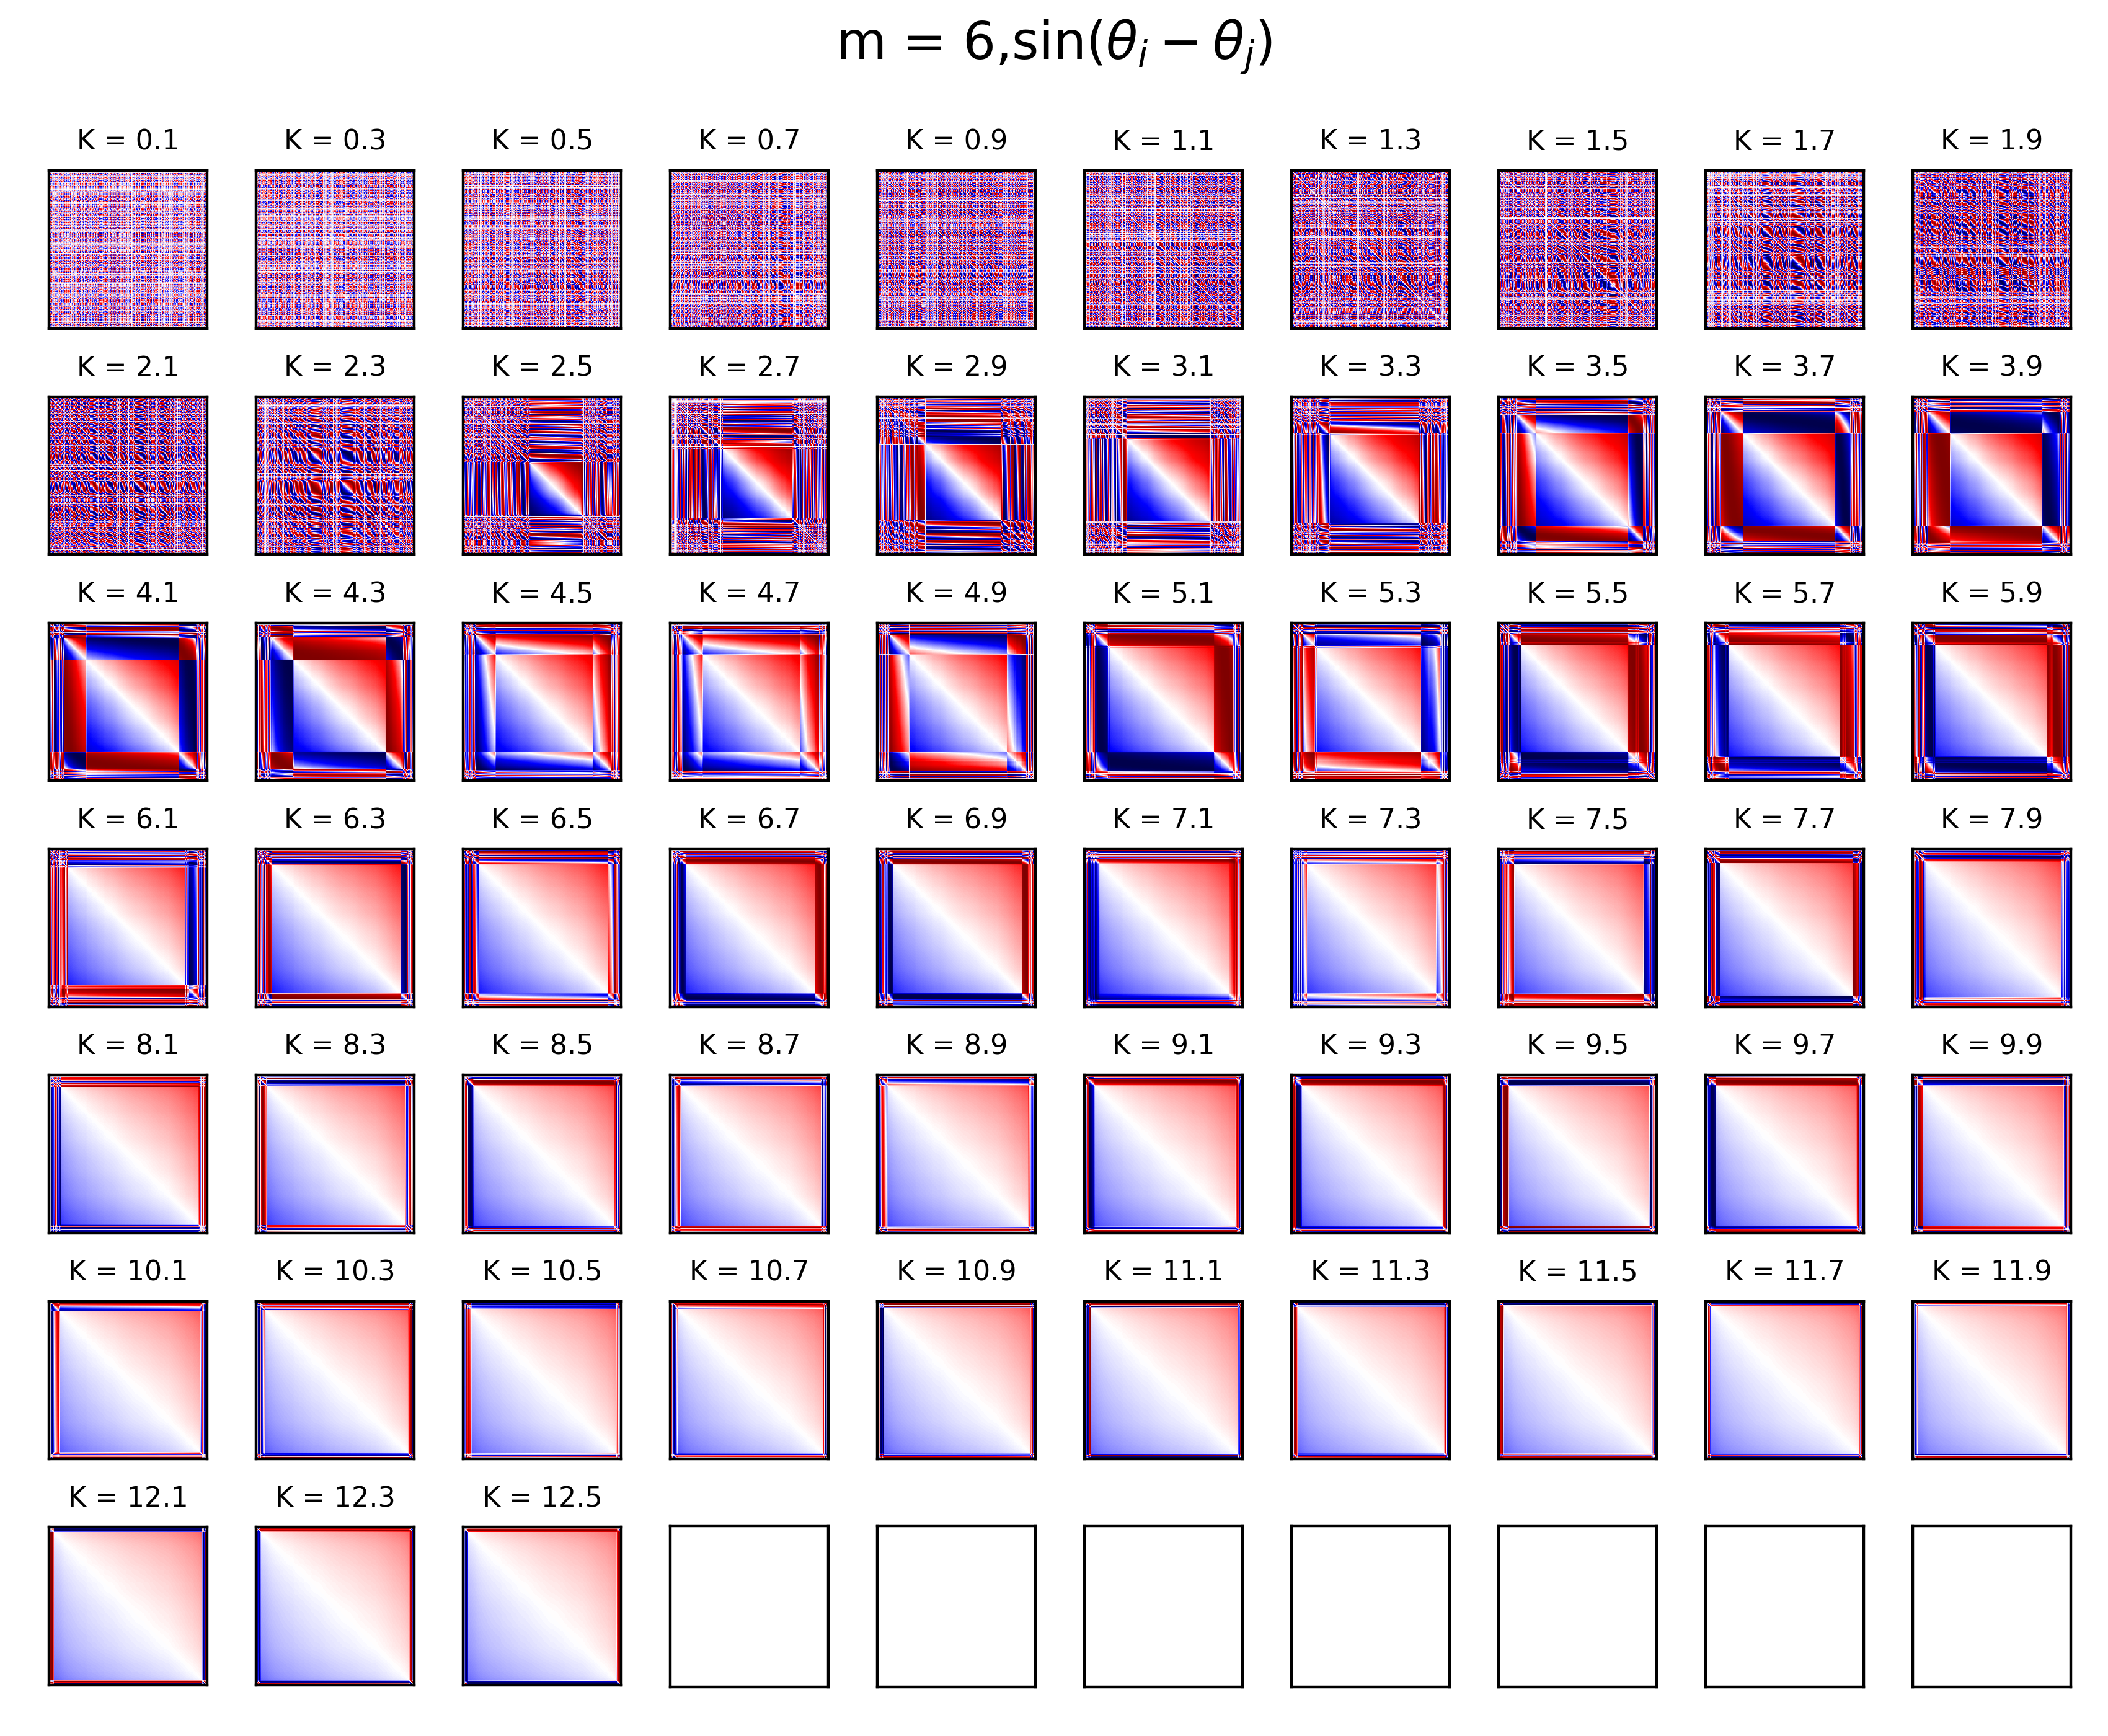 m = 6,sin(θ_i − θ_j)
K = 0.1 K = 0.3 K = 0.5 K = 0.7 K = 0.9 K = 1.1 K = 1.3 K = 1.5 K = 1.7 K = 1.9
K = 2.1 K = 2.3 K = 2.5 K = 2.7 K = 2.9 K = 3.1 K = 3.3 K = 3.5 K = 3.7 K = 3.9
K = 4.1 K = 4.3 K = 4.5 K = 4.7 K = 4.9 K = 5.1 K = 5.3 K = 5.5 K = 5.7 K = 5.9
K = 6.1 K = 6.3 K = 6.5 K = 6.7 K = 6.9 K = 7.1 K = 7.3 K = 7.5 K = 7.7 K = 7.9
K = 8.1 K = 8.3 K = 8.5 K = 8.7 K = 8.9 K = 9.1 K = 9.3 K = 9.5 K = 9.7 K = 9.9
K = 10.1 K = 10.3 K = 10.5 K = 10.7 K = 10.9 K = 11.1 K = 11.3 K = 11.5 K = 11.7 K = 11.9
K = 12.1 K = 12.3 K = 12.5